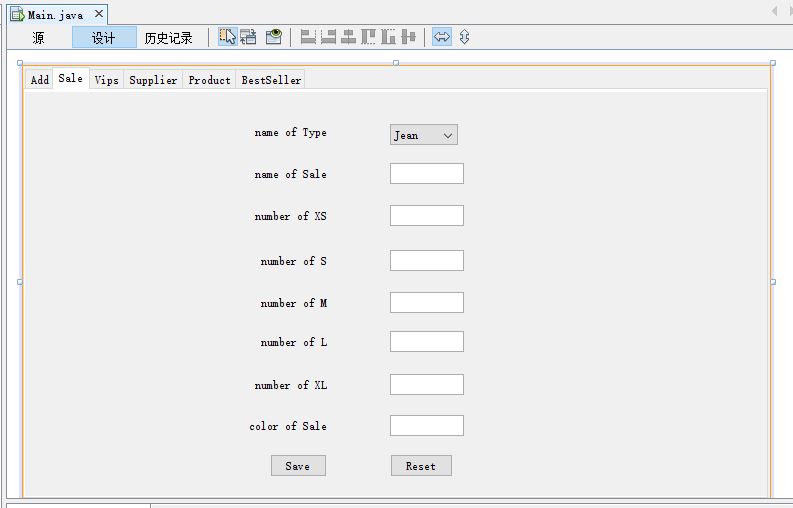 Main.java
源 设计 历史记录
Add Sale Vips Supplier Product BestSeller
name of Type Jean
name of Sale
number of XS
number of S
number of M
number of L
number of XL
color of Sale
Save Reset